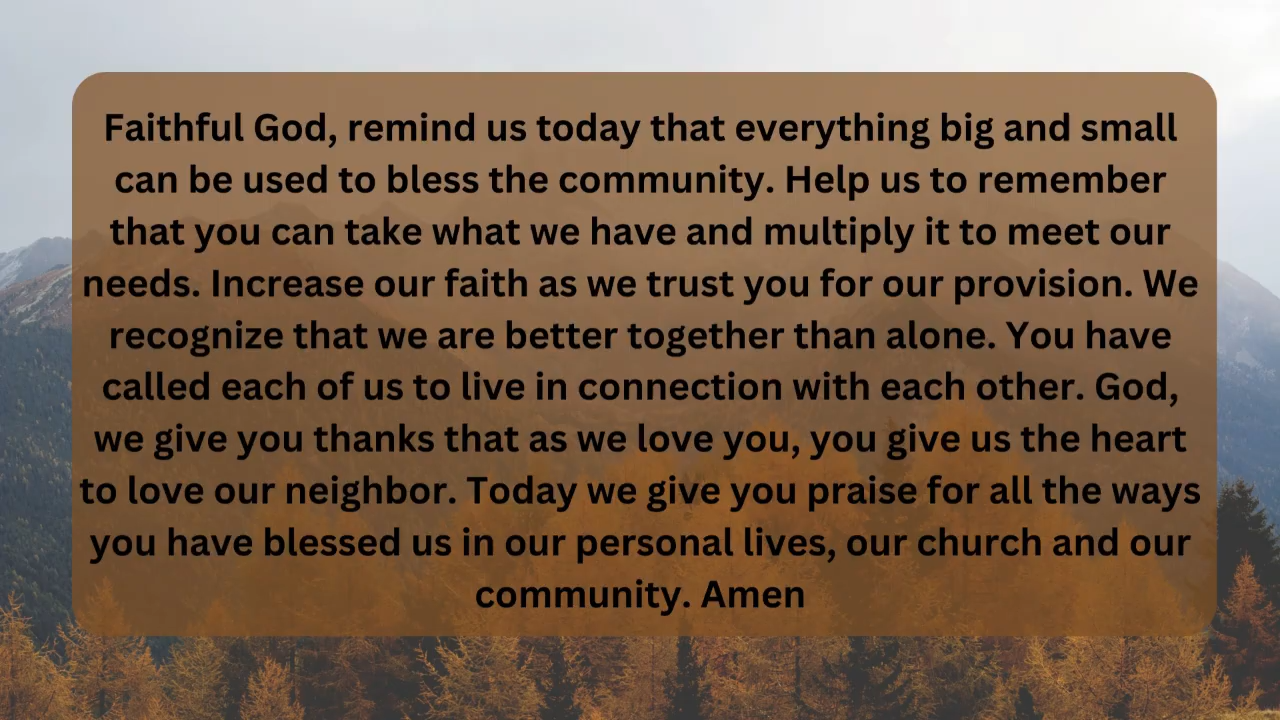 Faithful God, remind us today that everything big and small
can be used to bless the community. Help us to remember
that you can take what we have and multiply it to meet our
needs. Increase our faith as we trust you for our provision. We
recognize that we are better together than alone. You have
called each of us to live in connection with each other. God,
we give you thanks that as we love you, you give us the heart
to love our neighbor. Today we give you praise for all the ways
you have blessed us in our personal lives, our church and our
community. Amen